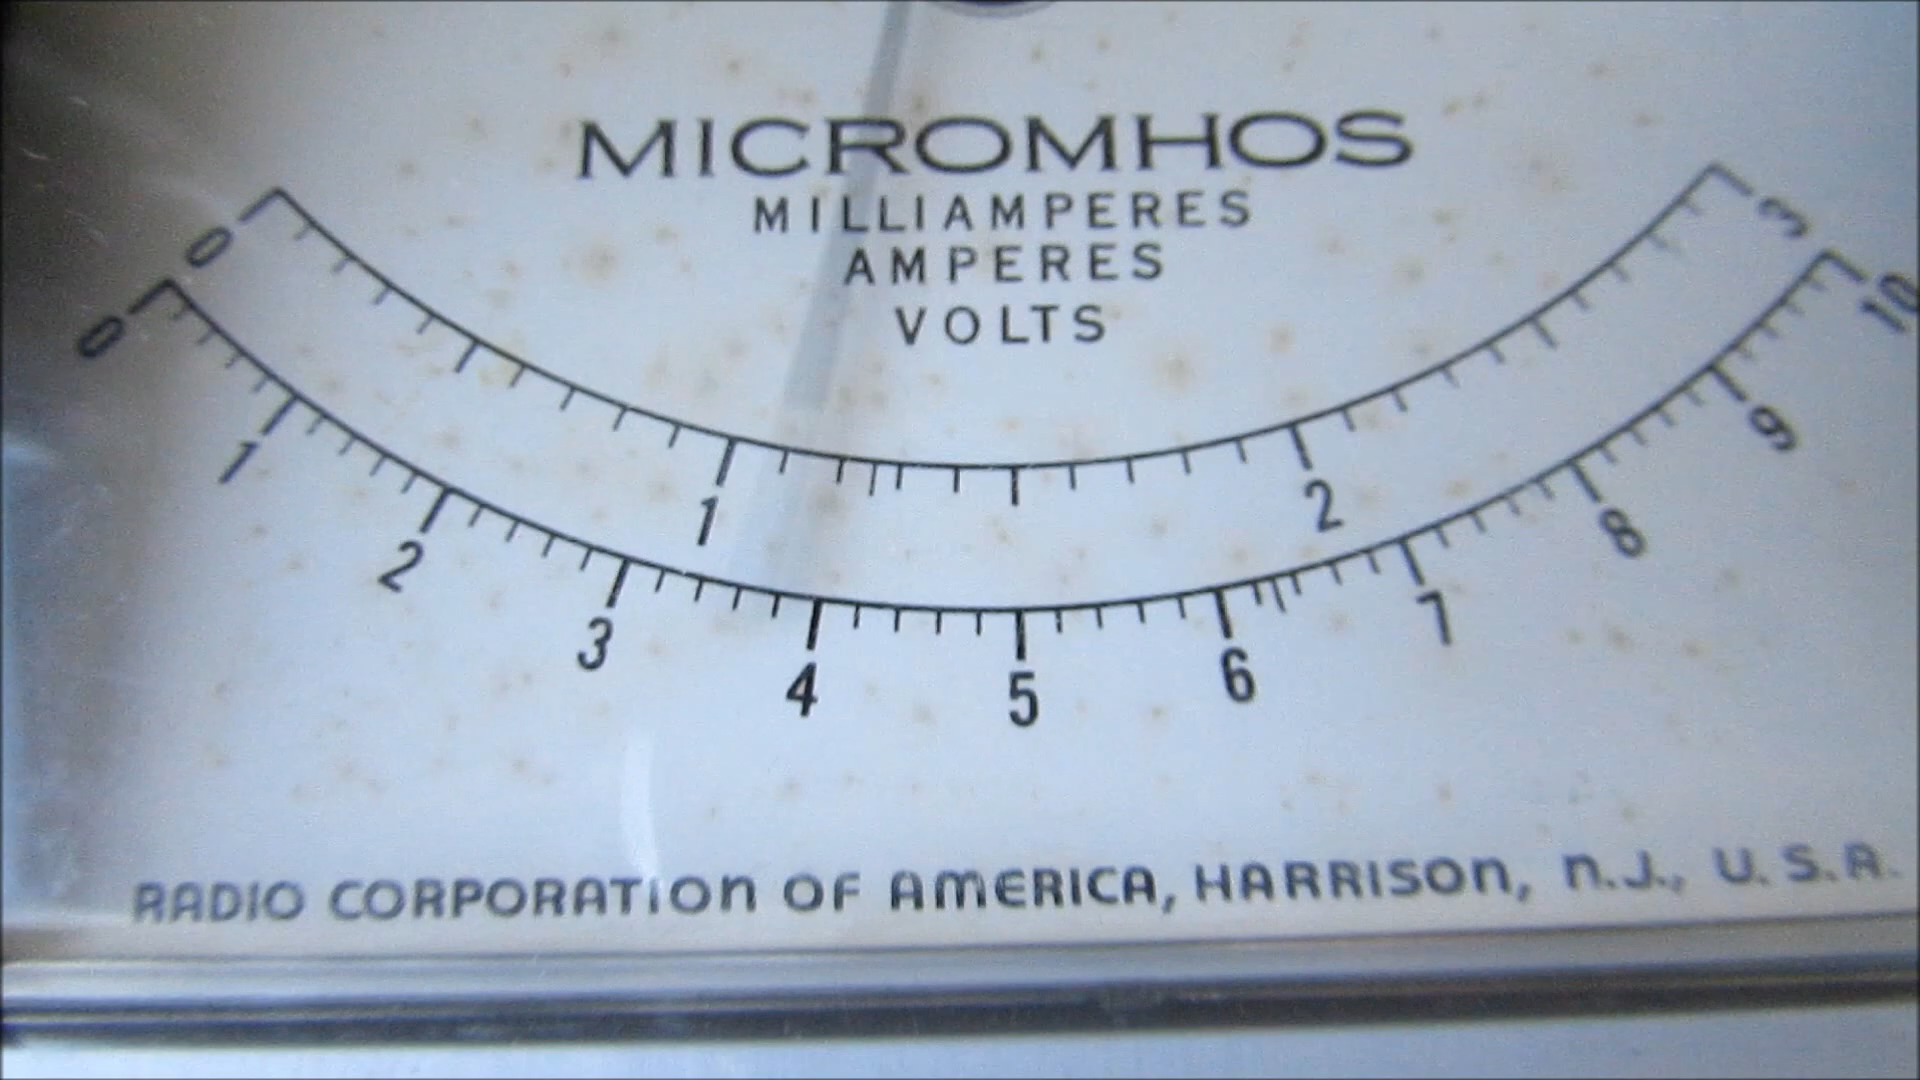 MICROMHOS
MILLIAMPERES
AMPERES
VOLTS
0 1 2 3
0 1 2 3 4 5 6 7 8 9 10
RADIO CORPORATION OF AMERICA, HARRISON, N.J., U.S.A.